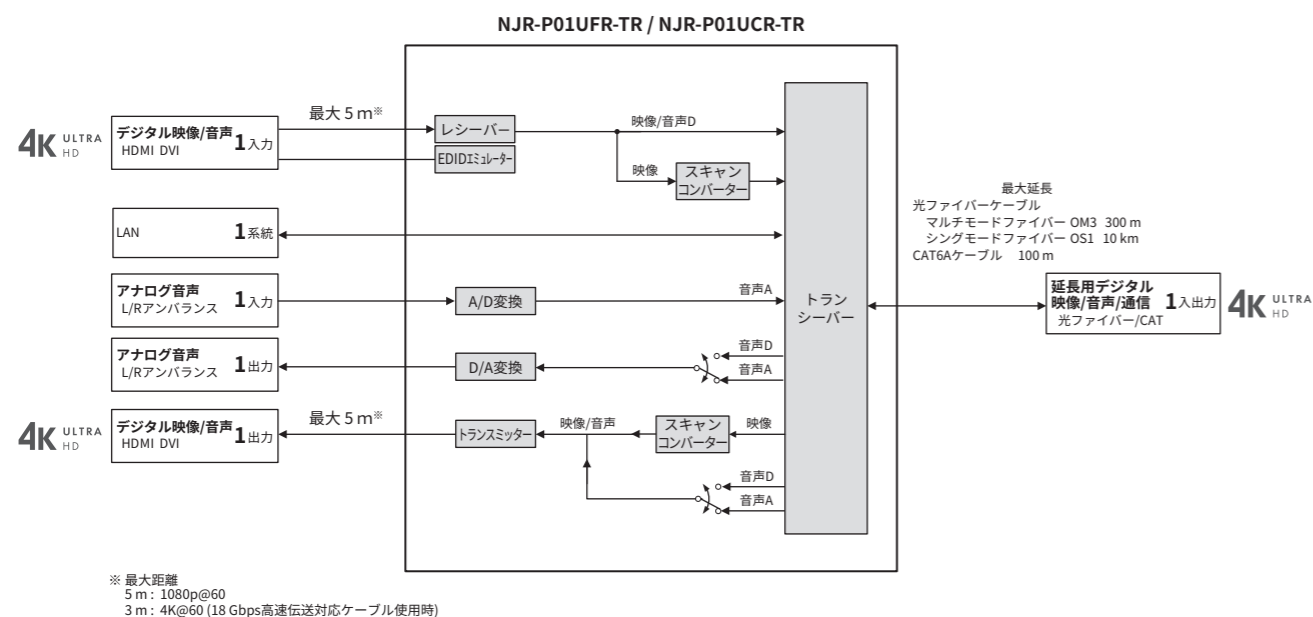 NJR-P01UFR-TR / NJR-P01UCR-TR
4K ULTRA HD
デジタル映像/音声 1入力
HDMI DVI
最大 5 m※
レシーバー
EDIDエミュレーター
映像/音声D
映像
スキャン
コンバーター
LAN 1系統
アナログ音声 1入力
L/Rアンバランス
A/D変換
音声A
トラン
シーバー
最大延長
光ファイバーケーブル
マルチモードファイバー OM3 300 m
シングモードファイバー OS1 10 km
CAT6Aケーブル 100 m
延長用デジタル
映像/音声/通信 1入出力
光ファイバー/CAT
4K ULTRA HD
アナログ音声 1出力
L/Rアンバランス
D/A変換
音声D
音声A
4K ULTRA HD
デジタル映像/音声 1出力
HDMI DVI
最大 5 m※
トランスミッター
映像/音声
スキャン
コンバーター
映像
音声D
音声A
※ 最大距離
5 m : 1080p@60
3 m : 4K@60 (18 Gbps高速伝送対応ケーブル使用時)